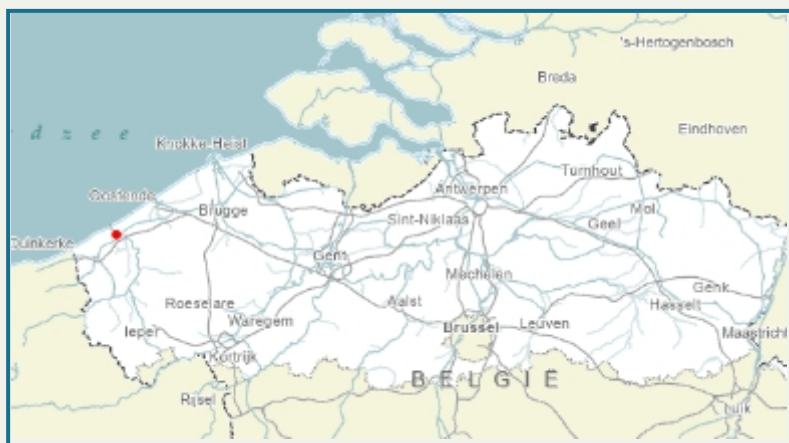 's-Hertogenbosch
Breda
d z e e
Eindhoven
Knokke-Heist
Turnhout
Oostende
Antwerpen
Brugge
Mol
Sint-Niklaas
Geel
Duinkerke
Gent
Mechelen
Genk
Roeselare
Aalst
Hasselt
Waregem
Ieper
Brussel
Leuven
Maastricht
Kortrijk
BELGIË
Rijsel
Luik